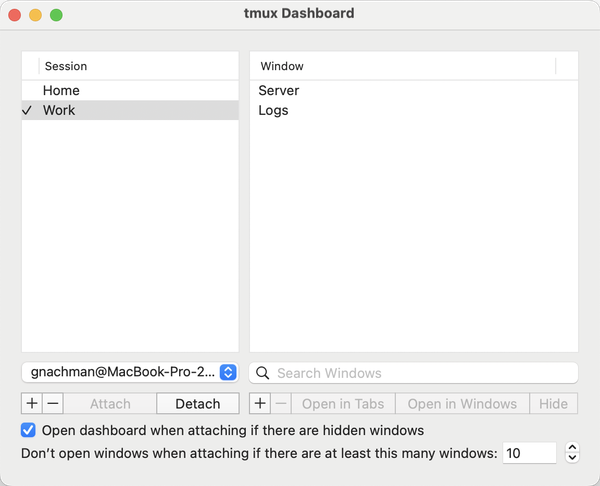 tmux Dashboard
Session
Window
Home
Server
✓ Work
Logs
gnachman@MacBook-Pro-2...
Search Windows
+ − Attach Detach
+ − Open in Tabs Open in Windows Hide
Open dashboard when attaching if there are hidden windows
Don’t open windows when attaching if there are at least this many windows: 10